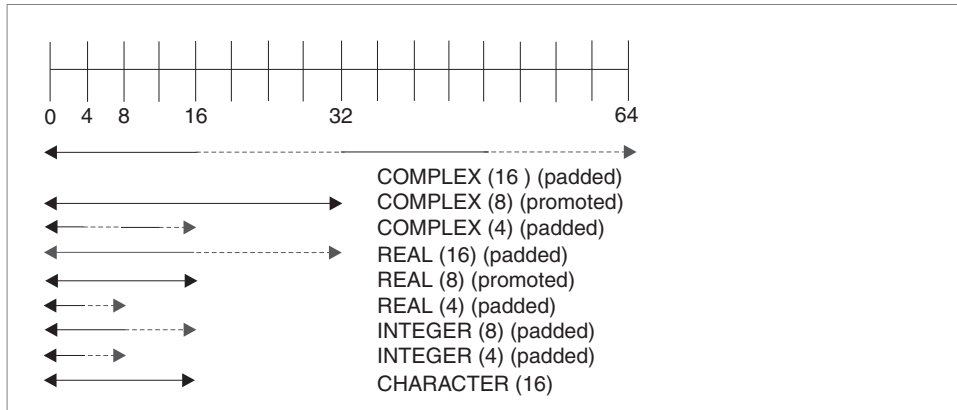 0 4 8 16 32 64
COMPLEX (16 ) (padded)
COMPLEX (8) (promoted)
COMPLEX (4) (padded)
REAL (16) (padded)
REAL (8) (promoted)
REAL (4) (padded)
INTEGER (8) (padded)
INTEGER (4) (padded)
CHARACTER (16)